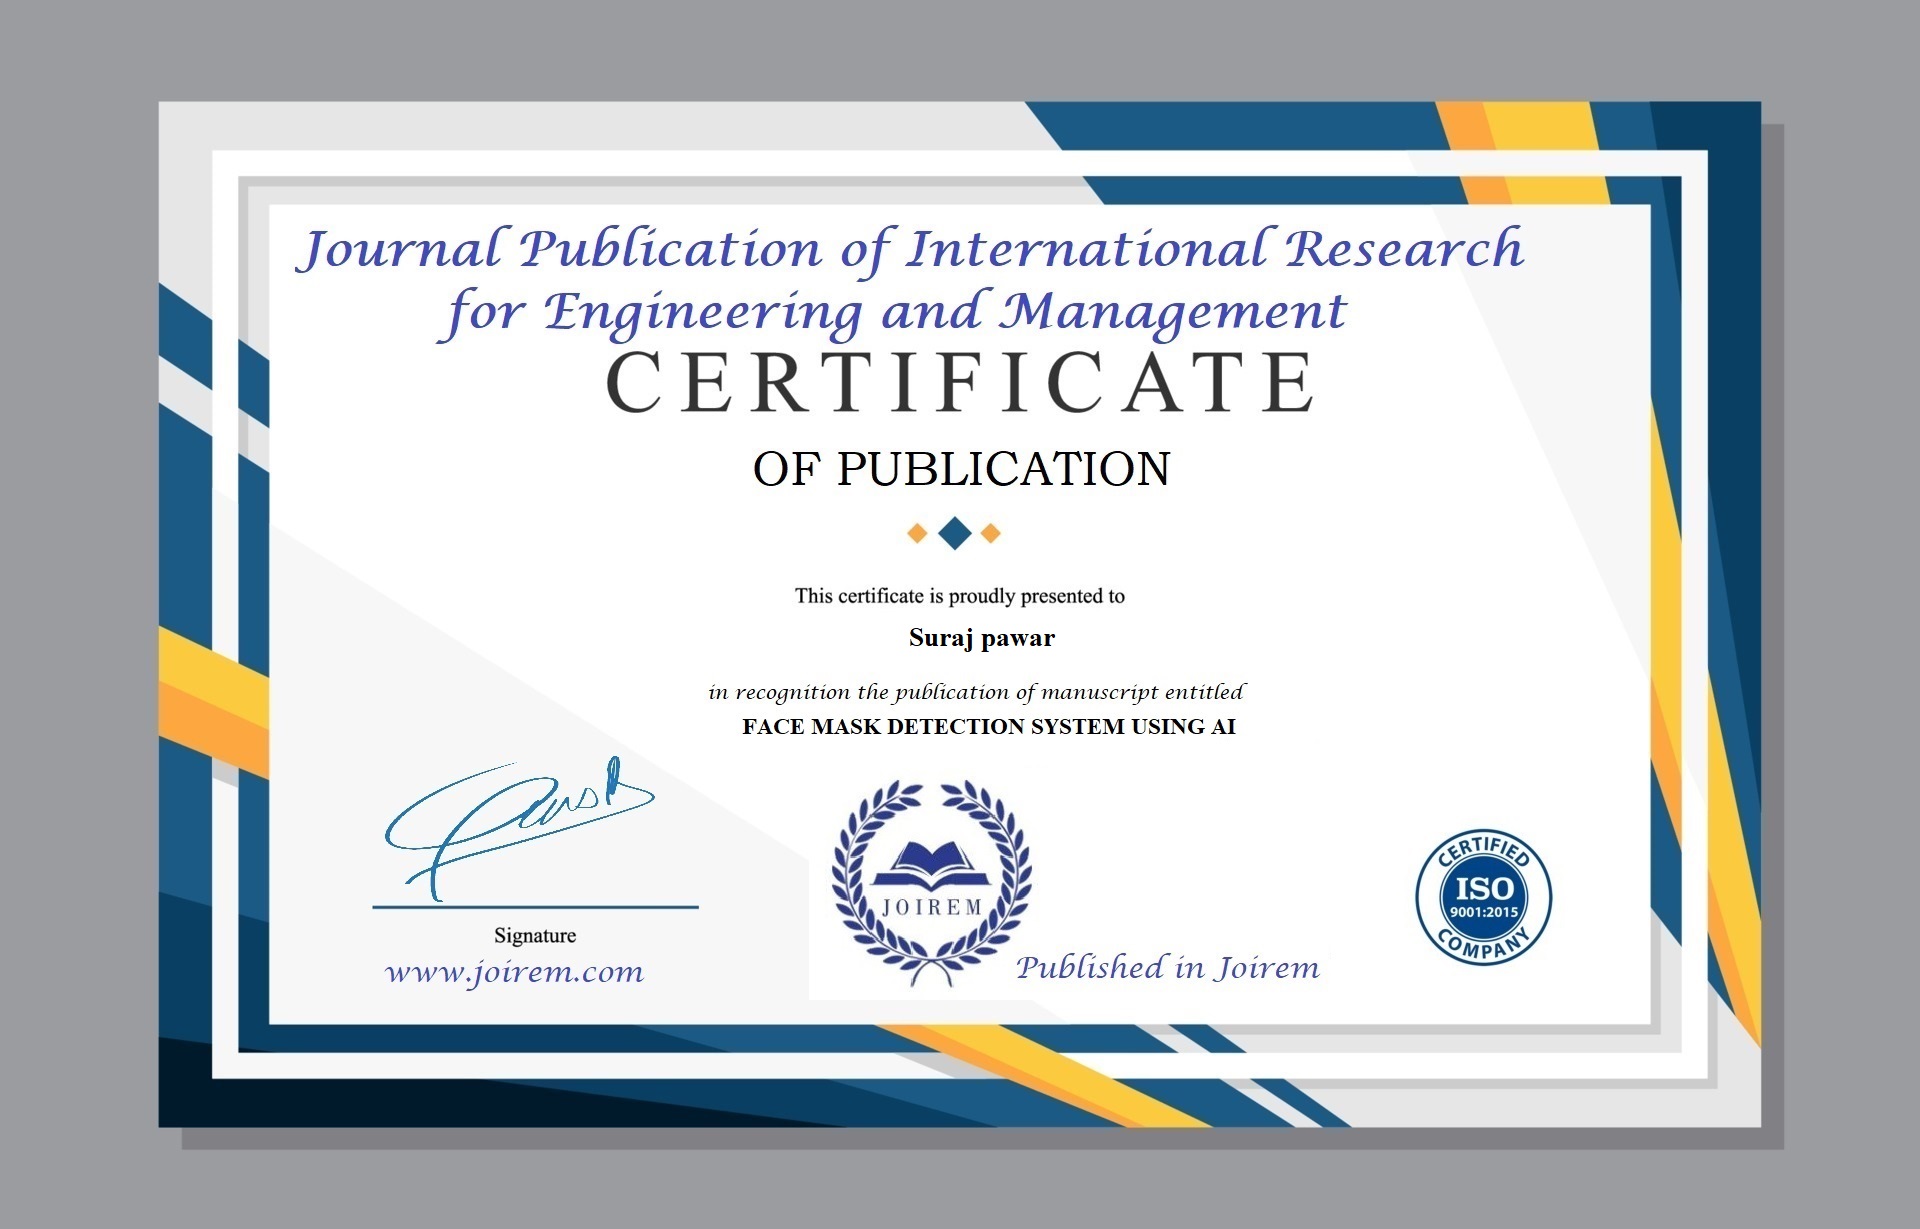 Journal Publication of International Research
for Engineering and Management
CERTIFICATE
OF PUBLICATION
This certificate is proudly presented to
Suraj pawar
in recognition the publication of manuscript entitled
FACE MASK DETECTION SYSTEM USING AI
JOIREM
CERTIFIED
ISO
9001:2015
COMPANY
Signature
www.joirem.com
Published in Joirem